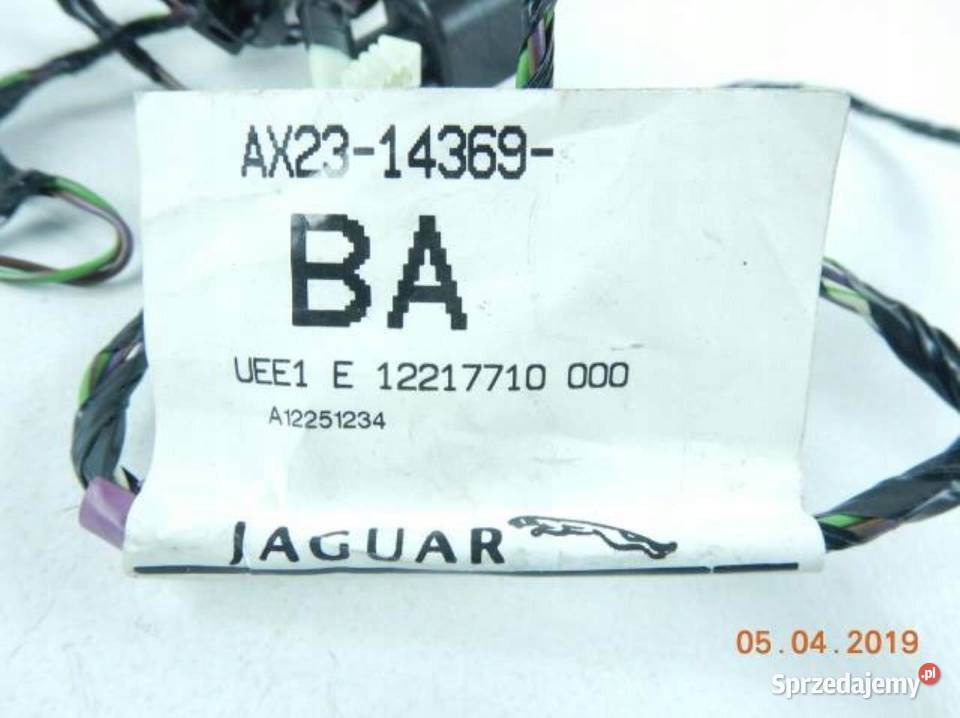 AX23-14369-
BA
UEE1 E 12217710 000
A12251234
JAGUAR
05.04.2019
Sprzedajemy.pl